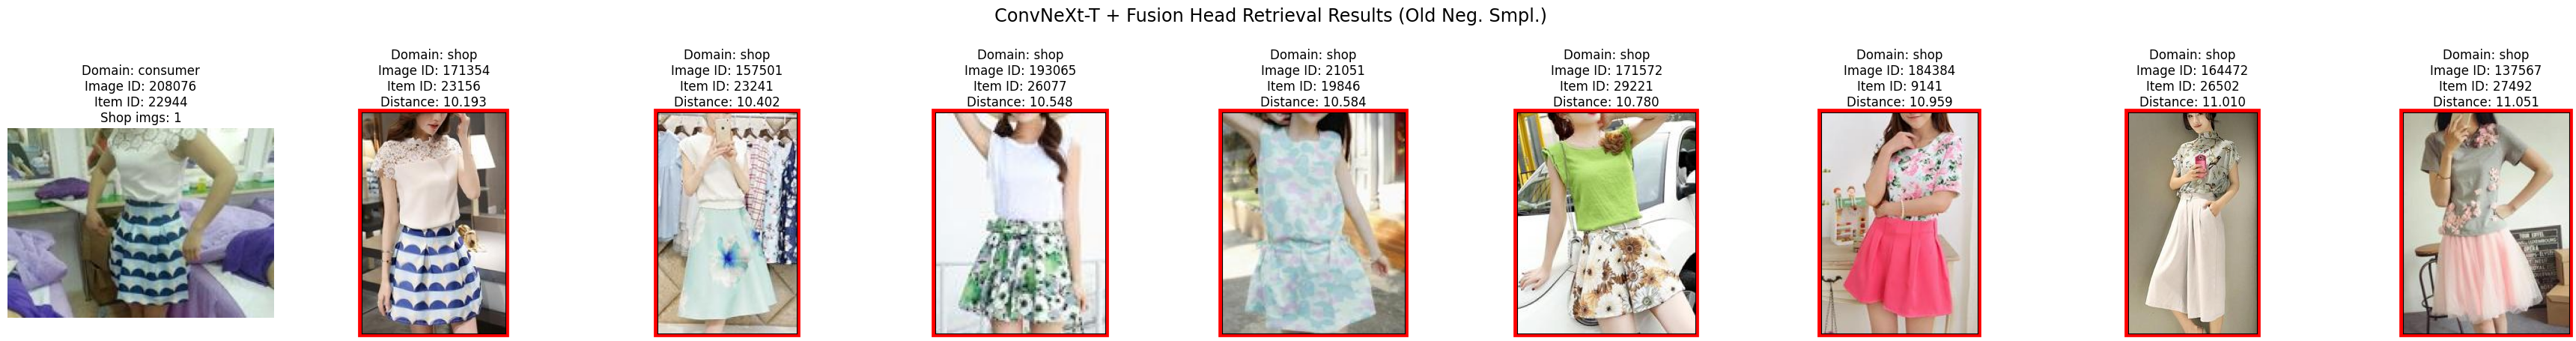 ConvNeXt-T + Fusion Head Retrieval Results (Old Neg. Smpl.)
Domain: consumer
Image ID: 208076
Item ID: 22944
Shop imgs: 1
Domain: shop
Image ID: 171354
Item ID: 23156
Distance: 10.193
Domain: shop
Image ID: 157501
Item ID: 23241
Distance: 10.402
Domain: shop
Image ID: 193065
Item ID: 26077
Distance: 10.548
Domain: shop
Image ID: 21051
Item ID: 19846
Distance: 10.584
Domain: shop
Image ID: 171572
Item ID: 29221
Distance: 10.780
Domain: shop
Image ID: 184384
Item ID: 9141
Distance: 10.959
Domain: shop
Image ID: 164472
Item ID: 26502
Distance: 11.010
Domain: shop
Image ID: 137567
Item ID: 27492
Distance: 11.051